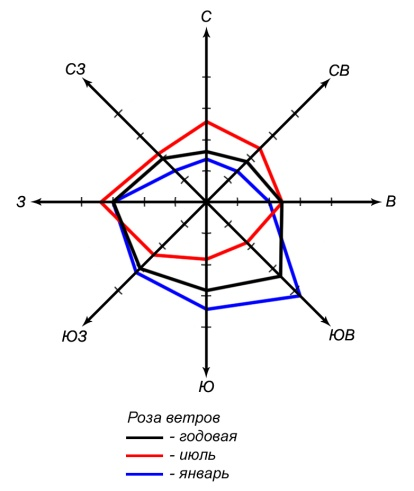 С
СЗ
СВ
З
В
ЮЗ
ЮВ
Ю
Роза ветров
- годовая
- июль
- январь